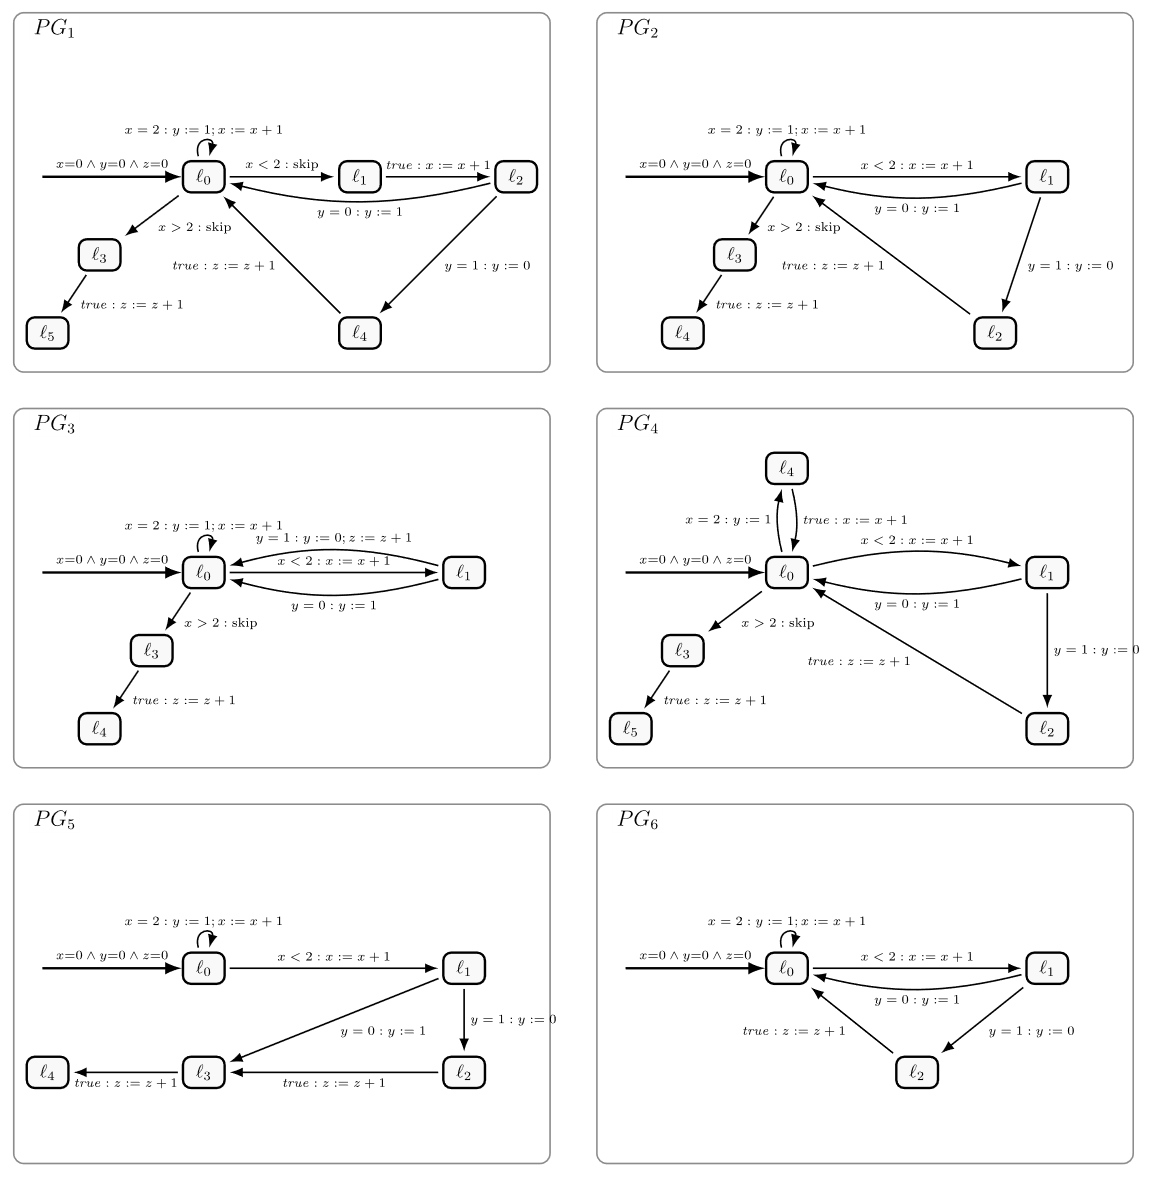 PG₁
x = 2 : y := 1; x := x + 1
x=0 ∧ y=0 ∧ z=0
ℓ₀
x < 2 : skip
ℓ₁
true : x := x + 1
ℓ₂
y = 0 : y := 1
x > 2 : skip
ℓ₃
true : z := z + 1
y = 1 : y := 0
true : z := z + 1
ℓ₅
ℓ₄
PG₂
x = 2 : y := 1; x := x + 1
x=0 ∧ y=0 ∧ z=0
ℓ₀
x < 2 : x := x + 1
ℓ₁
y = 0 : y := 1
x > 2 : skip
ℓ₃
true : z := z + 1
y = 1 : y := 0
true : z := z + 1
ℓ₄
ℓ₂
PG₃
x = 2 : y := 1; x := x + 1
y = 1 : y := 0; z := z + 1
x=0 ∧ y=0 ∧ z=0
ℓ₀
x < 2 : x := x + 1
ℓ₁
y = 0 : y := 1
x > 2 : skip
ℓ₃
true : z := z + 1
ℓ₄
PG₄
ℓ₄
x = 2 : y := 1
true : x := x + 1
x=0 ∧ y=0 ∧ z=0
ℓ₀
x < 2 : x := x + 1
ℓ₁
y = 0 : y := 1
x > 2 : skip
ℓ₃
true : z := z + 1
y = 1 : y := 0
true : z := z + 1
ℓ₅
ℓ₂
PG₅
x = 2 : y := 1; x := x + 1
x=0 ∧ y=0 ∧ z=0
ℓ₀
x < 2 : x := x + 1
ℓ₁
y = 0 : y := 1
y = 1 : y := 0
ℓ₄
true : z := z + 1
ℓ₃
true : z := z + 1
ℓ₂
PG₆
x = 2 : y := 1; x := x + 1
x=0 ∧ y=0 ∧ z=0
ℓ₀
x < 2 : x := x + 1
ℓ₁
y = 0 : y := 1
true : z := z + 1
y = 1 : y := 0
ℓ₂